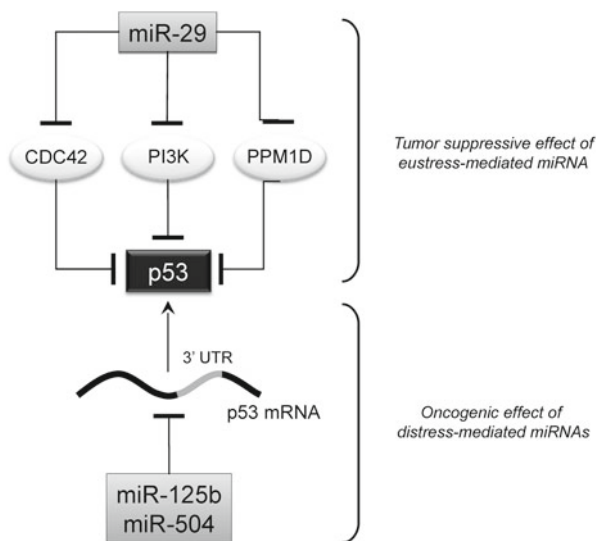 miR-29
CDC42
PI3K
PPM1D
Tumor suppressive effect of
eustress-mediated miRNA
p53
3' UTR
p53 mRNA
Oncogenic effect of
distress-mediated miRNAs
miR-125b
miR-504